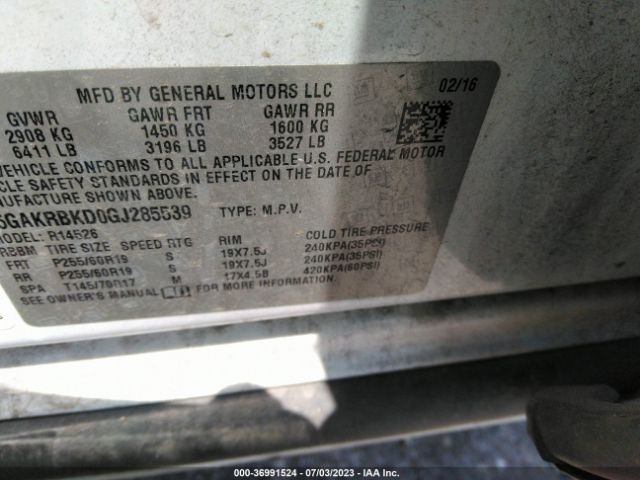 MFD BY GENERAL MOTORS LLC 02/16
GVWR GAWR FRT GAWR RR
2908 KG 1450 KG 1600 KG
6411 LB 3196 LB 3527 LB
VEHICLE CONFORMS TO ALL APPLICABLE U.S. FEDERAL MOTOR
SAFETY BEARING IN EFFECT ON THE DATE OF
MANUFACTURE SHOWN ABOVE.
5GAKRBKD0GJ285539 TYPE: M.P.V.
MODEL: R14526
TIRE SIZE SPEED RTG RIM COLD TIRE PRESSURE
FRT P255/60R19 S 19X7.5J 240KPA(35PSI)
RR P255/60R19 S 19X7.5J 240KPA(35PSI)
SPA T145/70R17 M 17X4.5B 420KPA(60PSI)
SEE OWNER'S MANUAL FOR MORE INFORMATION.
000-36991524 - 07/03/2023 - IAA Inc.